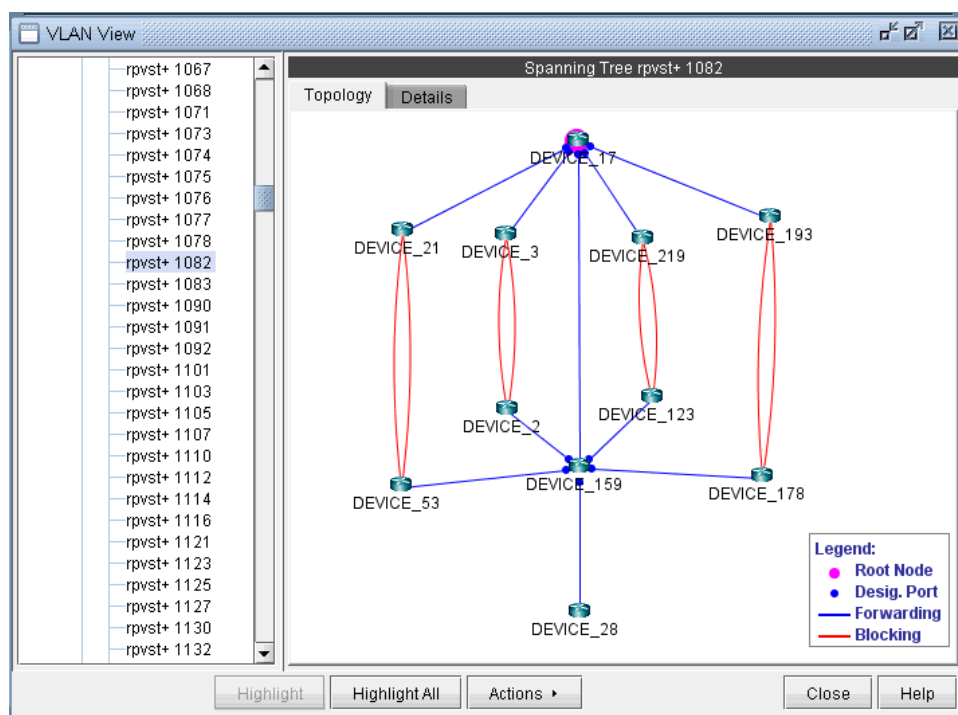 VLAN View
rpvst+ 1067
rpvst+ 1068
rpvst+ 1071
rpvst+ 1073
rpvst+ 1074
rpvst+ 1075
rpvst+ 1076
rpvst+ 1077
rpvst+ 1078
rpvst+ 1082
rpvst+ 1083
rpvst+ 1090
rpvst+ 1091
rpvst+ 1092
rpvst+ 1101
rpvst+ 1103
rpvst+ 1105
rpvst+ 1107
rpvst+ 1110
rpvst+ 1112
rpvst+ 1114
rpvst+ 1116
rpvst+ 1121
rpvst+ 1123
rpvst+ 1125
rpvst+ 1127
rpvst+ 1130
rpvst+ 1132
Spanning Tree rpvst+ 1082
Topology Details
DEVICE_17
DEVICE_21 DEVICE_3 DEVICE_219 DEVICE_193
DEVICE_2 DEVICE_123
DEVICE_53 DEVICE_159 DEVICE_178
DEVICE_28
Legend:
Root Node
Desig. Port
Forwarding
Blocking
Highlight Highlight All Actions Close Help